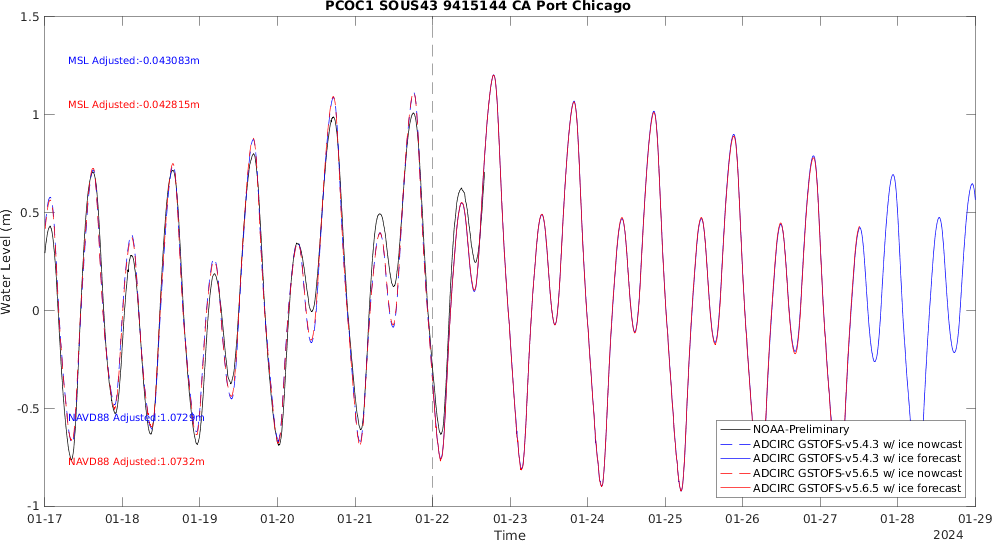 PCOC1 SOUS43 9415144 CA Port Chicago
1.5
1
0.5
0
-0.5
-1
Water Level (m)
MSL Adjusted:-0.043083m
MSL Adjusted:-0.042815m
NAVD88 Adjusted:1.0729m
NAVD88 Adjusted:1.0732m
NOAA-Preliminary
ADCIRC GSTOFS-v5.4.3 w/ ice nowcast
ADCIRC GSTOFS-v5.4.3 w/ ice forecast
ADCIRC GSTOFS-v5.6.5 w/ ice nowcast
ADCIRC GSTOFS-v5.6.5 w/ ice forecast
01-17 01-18 01-19 01-20 01-21 01-22 01-23 01-24 01-25 01-26 01-27 01-28 01-29
Time
2024